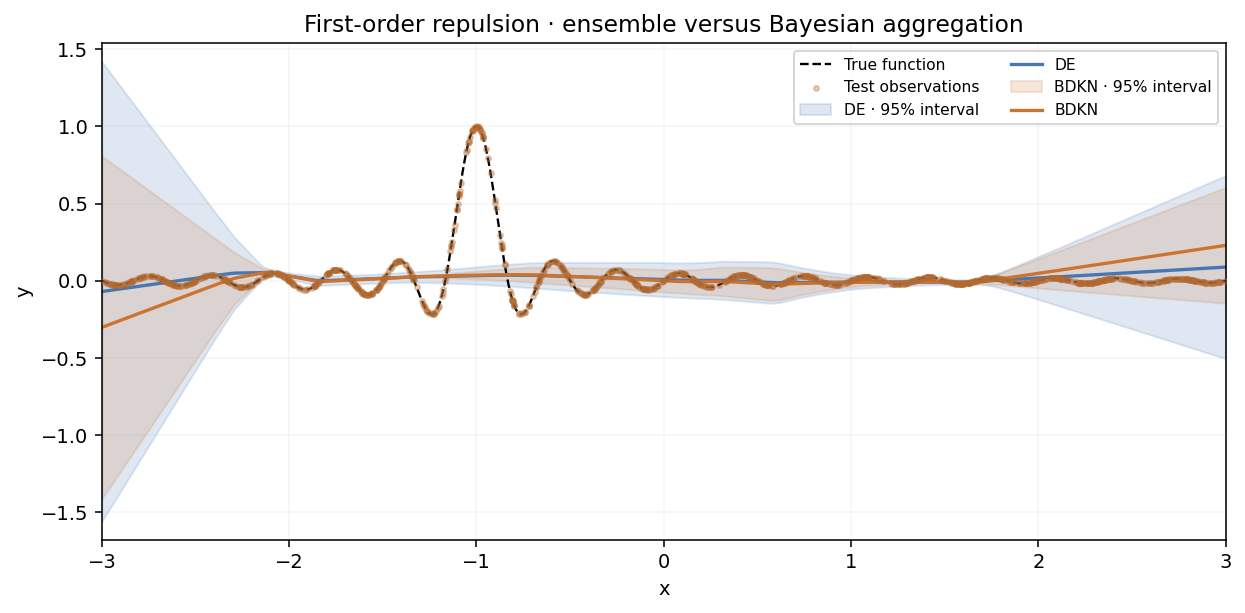 First-order repulsion · ensemble versus Bayesian aggregation
True function
Test observations
DE · 95% interval
DE
BDKN · 95% interval
BDKN
y
1.5
1.0
0.5
0.0
−0.5
−1.0
−1.5
−3
−2
−1
0
1
2
3
x